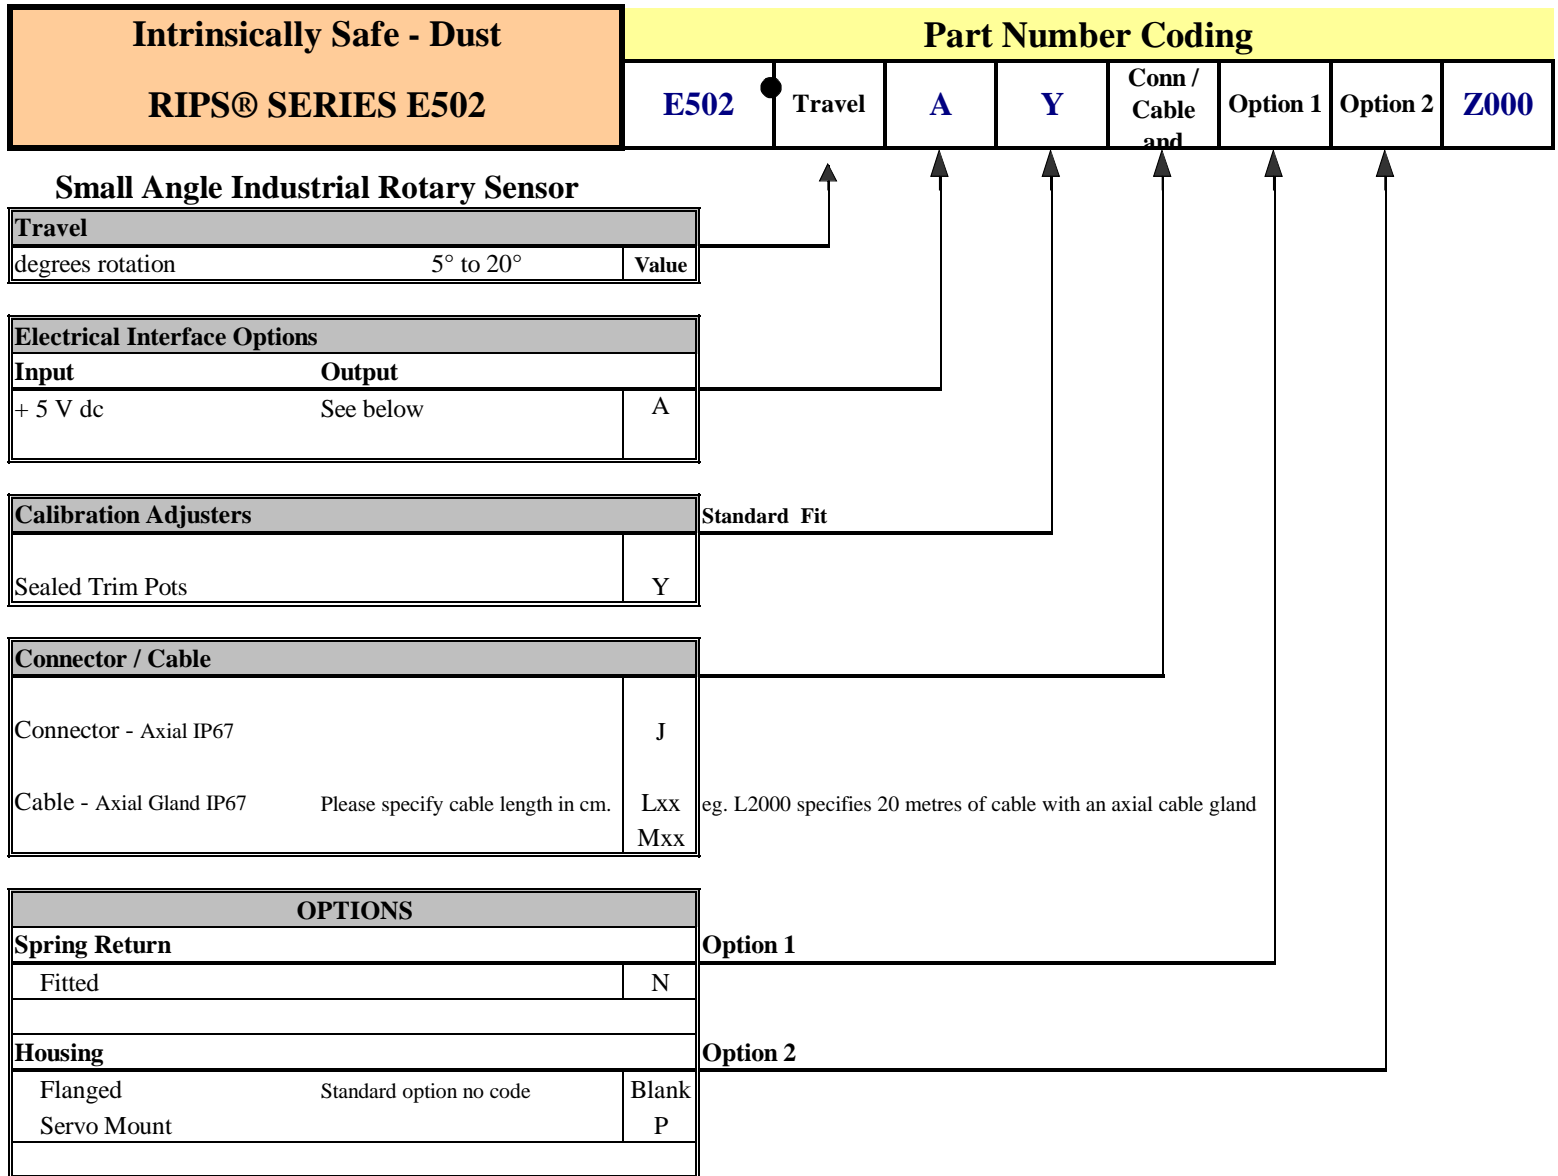 Intrinsically Safe - Dust
RIPS® SERIES E502
Part Number Coding
E502
Travel
A
Y
Conn /
Cable
and
Option 1
Option 2
Z000
Small Angle Industrial Rotary Sensor
Travel
degrees rotation 5° to 20° Value
Electrical Interface Options
Input Output
+ 5 V dc See below A
Calibration Adjusters Standard Fit
Sealed Trim Pots Y
Connector / Cable
Connector - Axial IP67 J
Cable - Axial Gland IP67 Please specify cable length in cm. Lxx eg. L2000 specifies 20 metres of cable with an axial cable gland
Mxx
OPTIONS
Spring Return Option 1
Fitted N
Housing Option 2
Flanged Standard option no code Blank
Servo Mount P